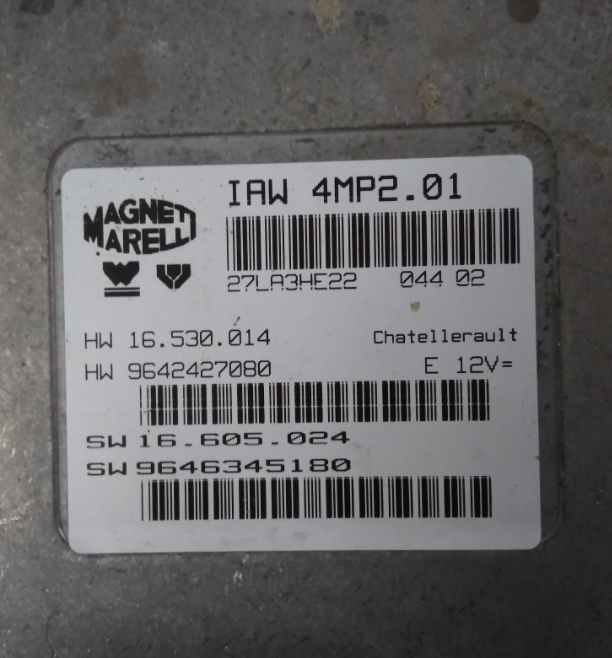 IAW 4MP2.01
MAGNETI
MARELLI
27LA3HE22 044 02
HW 16.530.014 Chatellerault
HW 9642427080 E 12V=
SW 16.605.024
SW 9646345180